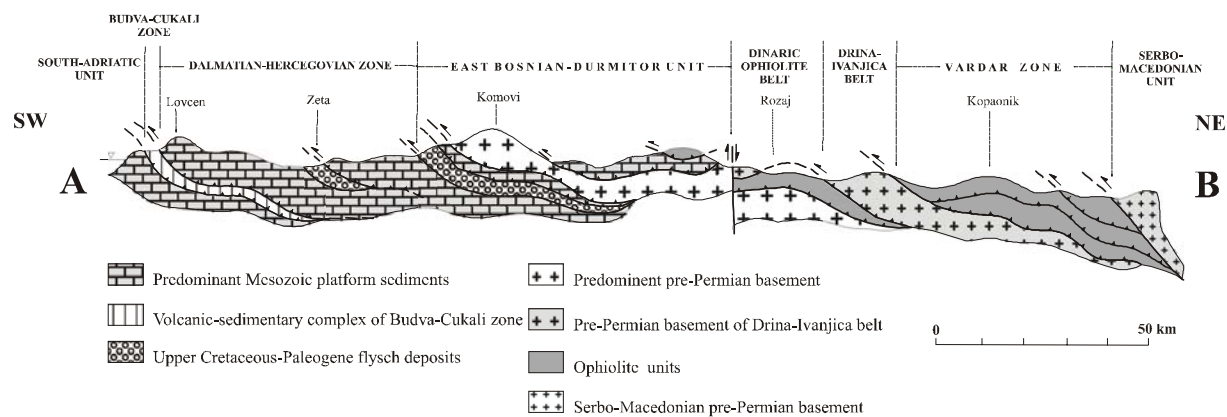 BUDVA-CUKALI
ZONE
SOUTH-ADRIATIC
UNIT
DALMATIAN-HERCEGOVIAN ZONE
EAST BOSNIAN-DURMITOR UNIT
DINARIC
OPHIOLITE
BELT
DRINA-
IVANJICA
BELT
VARDAR ZONE
SERBO-
MACEDONIAN
UNIT
Lovcen
Zeta
Komovi
Rozaj
Kopaonik
SW
NE
A
B
Predominant Mesozoic platform sediments
Volcanic-sedimentary complex of Budva-Cukali zone
Upper Cretaceous-Paleogene flysch deposits
Predominent pre-Permian basement
Pre-Permian basement of Drina-Ivanjica belt
Ophiolite units
Serbo-Macedonian pre-Permian basement
0 50 km